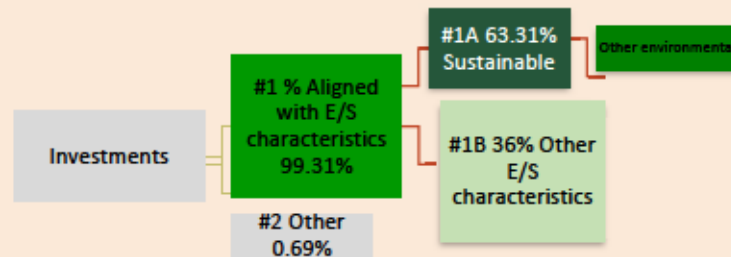 Investments
#1 % Aligned
with E/S
characteristics
99.31%
#2 Other
0.69%
#1A 63.31%
Sustainable
#1B 36% Other
E/S
characteristics
Other environmenta